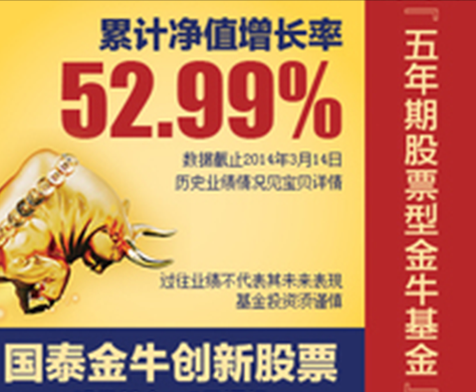 累计净值增长率
52.99%
数据截止2014年3月14日
历史业绩情况见宝贝详情
过往业绩不代表其未来表现
基金投资须谨慎
国泰金牛创新股票
『五年期股票型金牛基金』